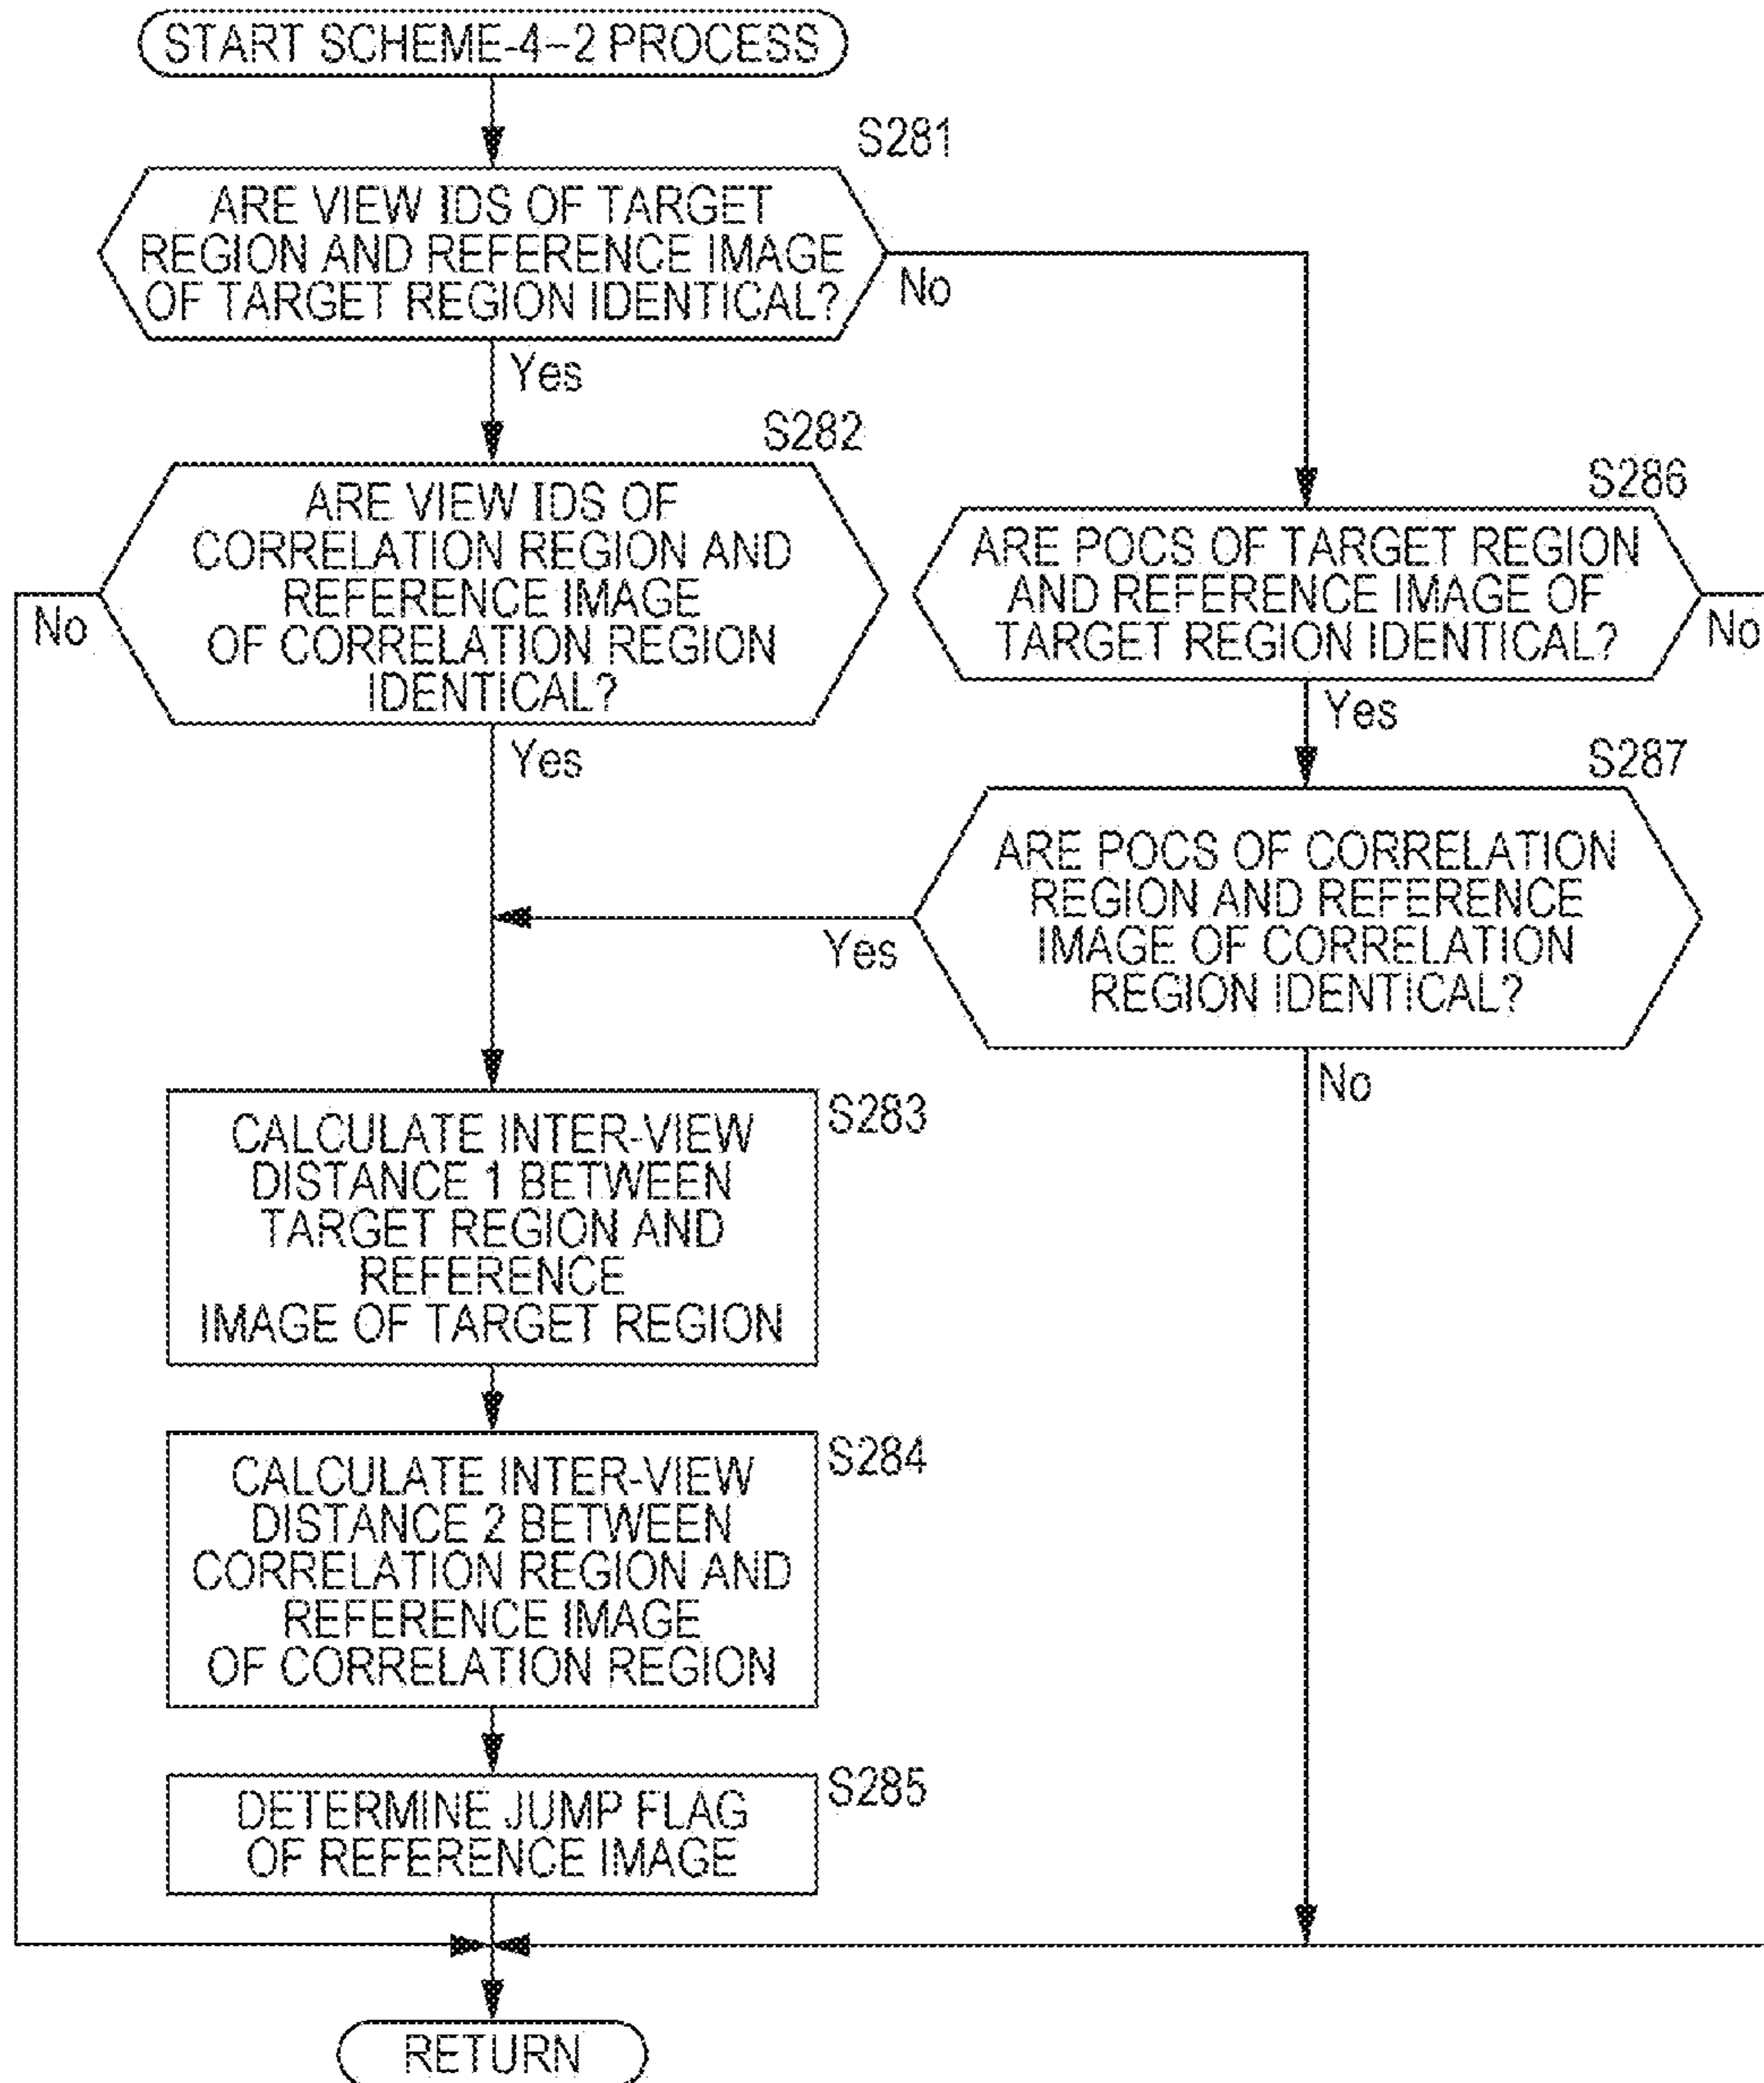 START SCHEME-4-2 PROCESS
S281
ARE VIEW IDS OF TARGET
REGION AND REFERENCE IMAGE
OF TARGET REGION IDENTICAL?
No
Yes
S282
ARE VIEW IDS OF
CORRELATION REGION AND
REFERENCE IMAGE
OF CORRELATION REGION
IDENTICAL?
No
Yes
S286
ARE POCS OF TARGET REGION
AND REFERENCE IMAGE OF
TARGET REGION IDENTICAL?
No
Yes
S287
ARE POCS OF CORRELATION
REGION AND REFERENCE
IMAGE OF CORRELATION
REGION IDENTICAL?
Yes
No
S283
CALCULATE INTER-VIEW
DISTANCE 1 BETWEEN
TARGET REGION AND
REFERENCE
IMAGE OF TARGET REGION
S284
CALCULATE INTER-VIEW
DISTANCE 2 BETWEEN
CORRELATION REGION AND
REFERENCE IMAGE
OF CORRELATION REGION
S285
DETERMINE JUMP FLAG
OF REFERENCE IMAGE
RETURN